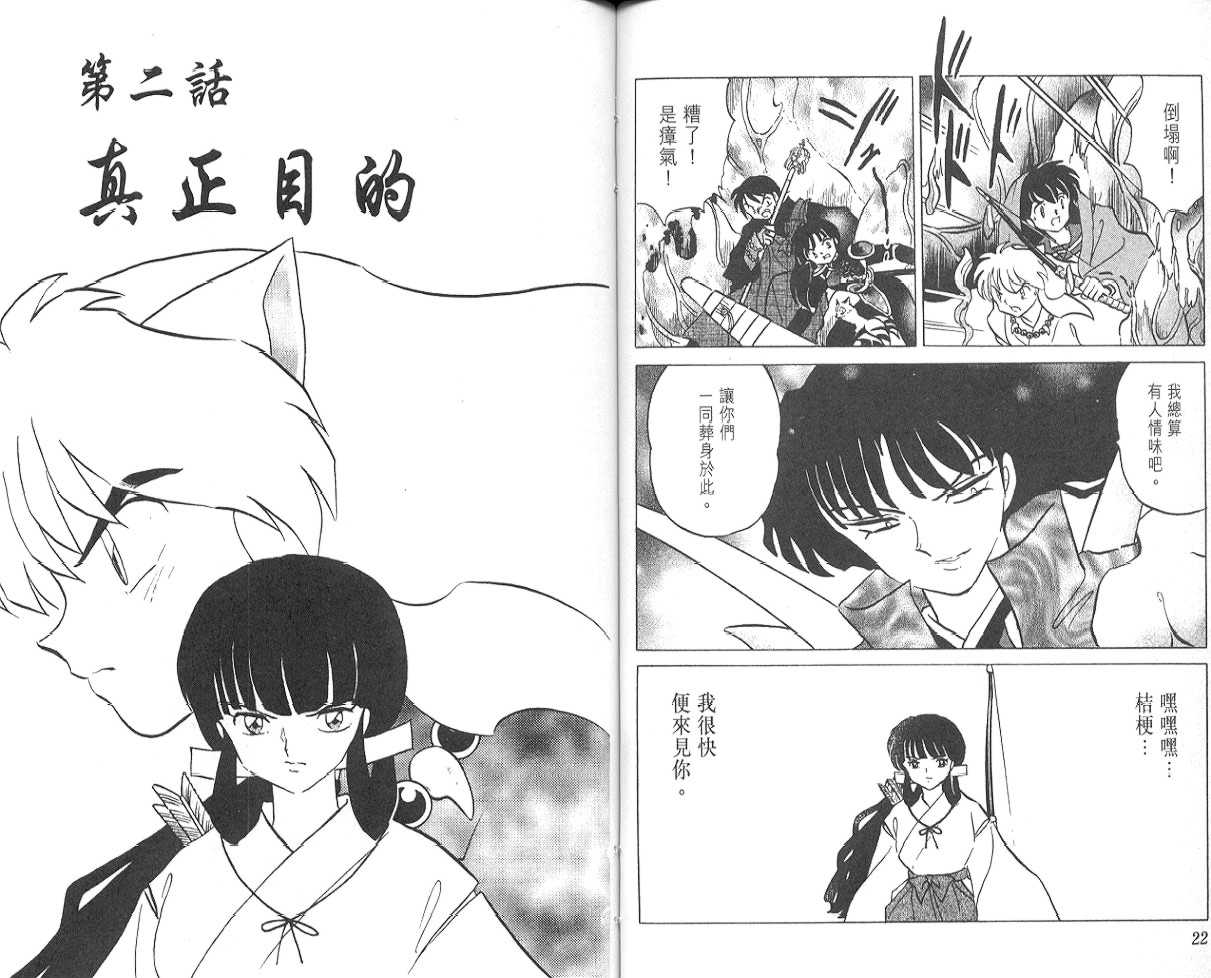 倒塌啊！
糟了！
是瘴氣！
我總算
有人情味吧。
讓你們
一同葬身於此。
嘿嘿嘿…
桔梗…
我很快
便來見你。
22
第二話
真正目的